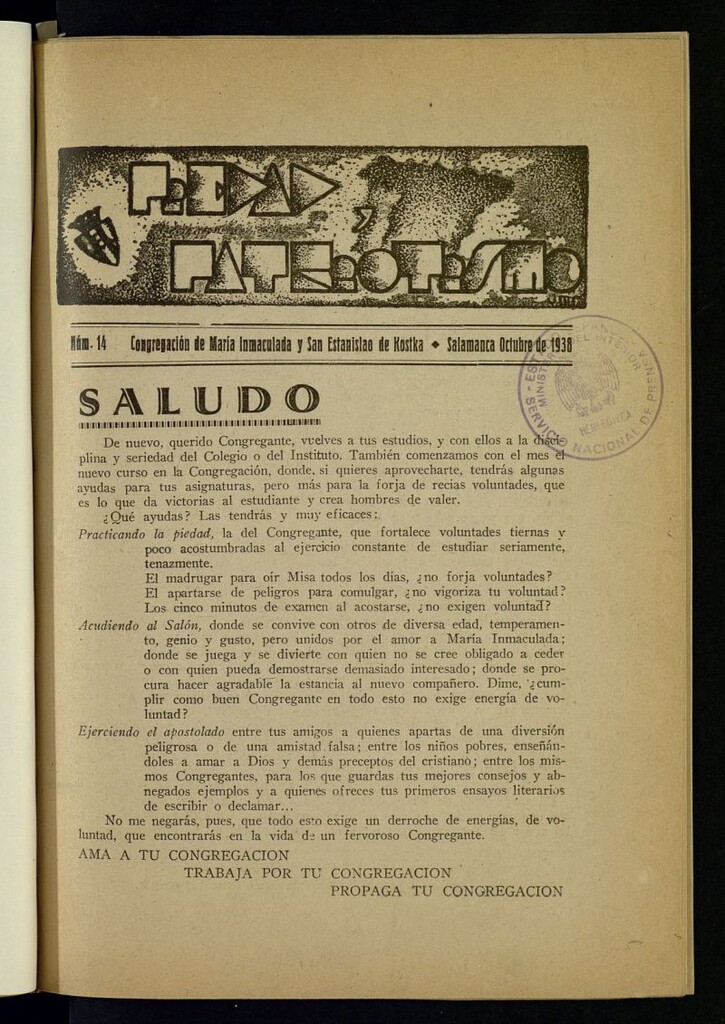 PIEDAD
Y
PATRIOTISMO
Núm. 14 Congregación de María Inmaculada y San Estanislao de Kostka ◆ Salamanca Octubre de 1938
SALUDO
De nuevo, querido Congregante, vuelves a tus estudios, y con ellos a la disci-
plina y seriedad del Colegio o del Instituto. También comenzamos con el mes el
nuevo curso en la Congregación, donde, si quieres aprovecharte, tendrás algunas
ayudas para tus asignaturas, pero más para la forja de recias voluntades, que
es lo que da victorias al estudiante y crea hombres de valer.
¿Qué ayudas? Las tendrás y muy eficaces:
Practicando la piedad, la del Congregante, que fortalece voluntades tiernas y
poco acostumbradas al ejercicio constante de estudiar seriamente,
tenazmente.
El madrugar para oír Misa todos los días, ¿no forja voluntades?
El apartarse de peligros para comulgar, ¿no vigoriza tu voluntad?
Los cinco minutos de examen al acostarse, ¿no exigen voluntad?
Acudiendo al Salón, donde se convive con otros de diversa edad, temperamen-
to, genio y gusto, pero unidos por el amor a María Inmaculada;
donde se juega y se divierte con quien no se cree obligado a ceder
o con quien pueda demostrarse demasiado interesado; donde se pro-
cura hacer agradable la estancia al nuevo compañero. Dime, ¿cum-
plir como buen Congregante en todo esto no exige energía de vo-
luntad?
Ejerciendo el apostolado entre tus amigos a quienes apartas de una diversión
peligrosa o de una amistad falsa; entre los niños pobres, enseñán-
doles a amar a Dios y demás preceptos del cristiano; entre los mis-
mos Congregantes, para los que guardas tus mejores consejos y ab-
negados ejemplos y a quienes ofreces tus primeros ensayos literarios
de escribir o declamar...
No me negarás, pues, que todo esto exige un derroche de energías, de vo-
luntad, que encontrarás en la vida de un fervoroso Congregante.
AMA A TU CONGREGACION
TRABAJA POR TU CONGREGACION
PROPAGA TU CONGREGACION
SERVICIO NACIONAL DE PRENSA
HEMEROTECA